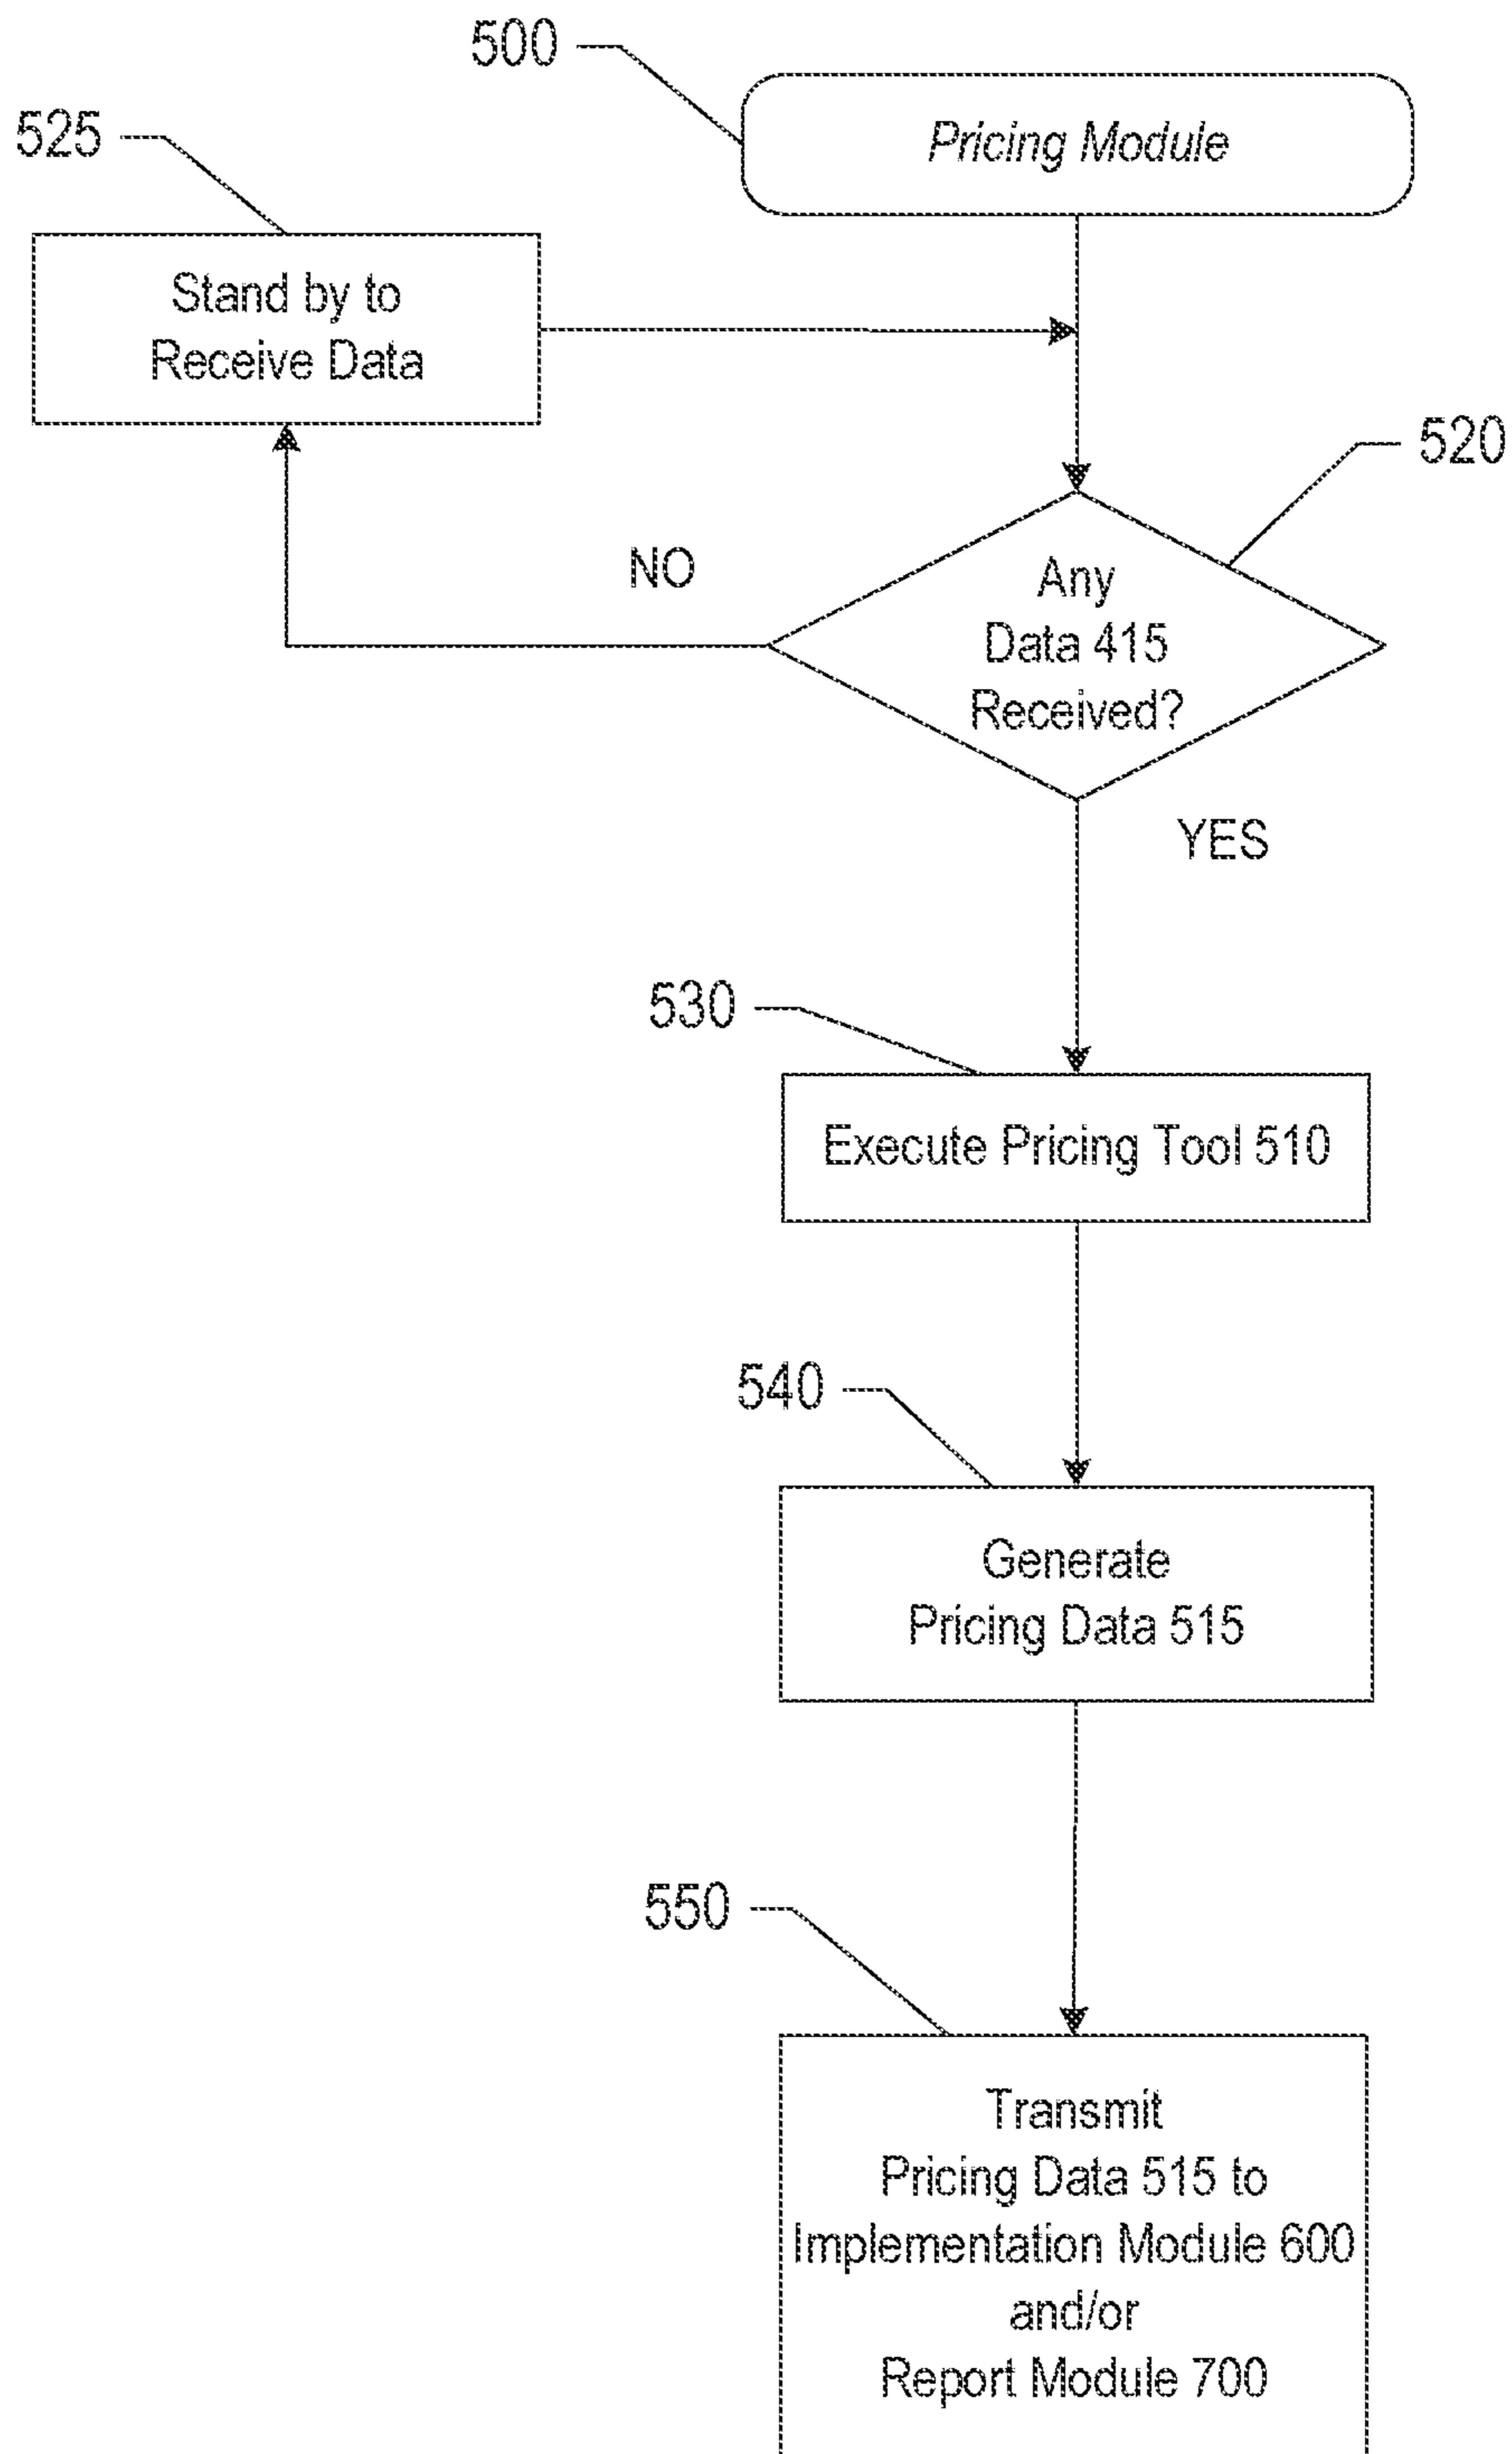 500
Pricing Module
525
Stand by to
Receive Data
520
NO
Any
Data 415
Received?
YES
530
Execute Pricing Tool 510
540
Generate
Pricing Data 515
550
Transmit
Pricing Data 515 to
Implementation Module 600
and/or
Report Module 700